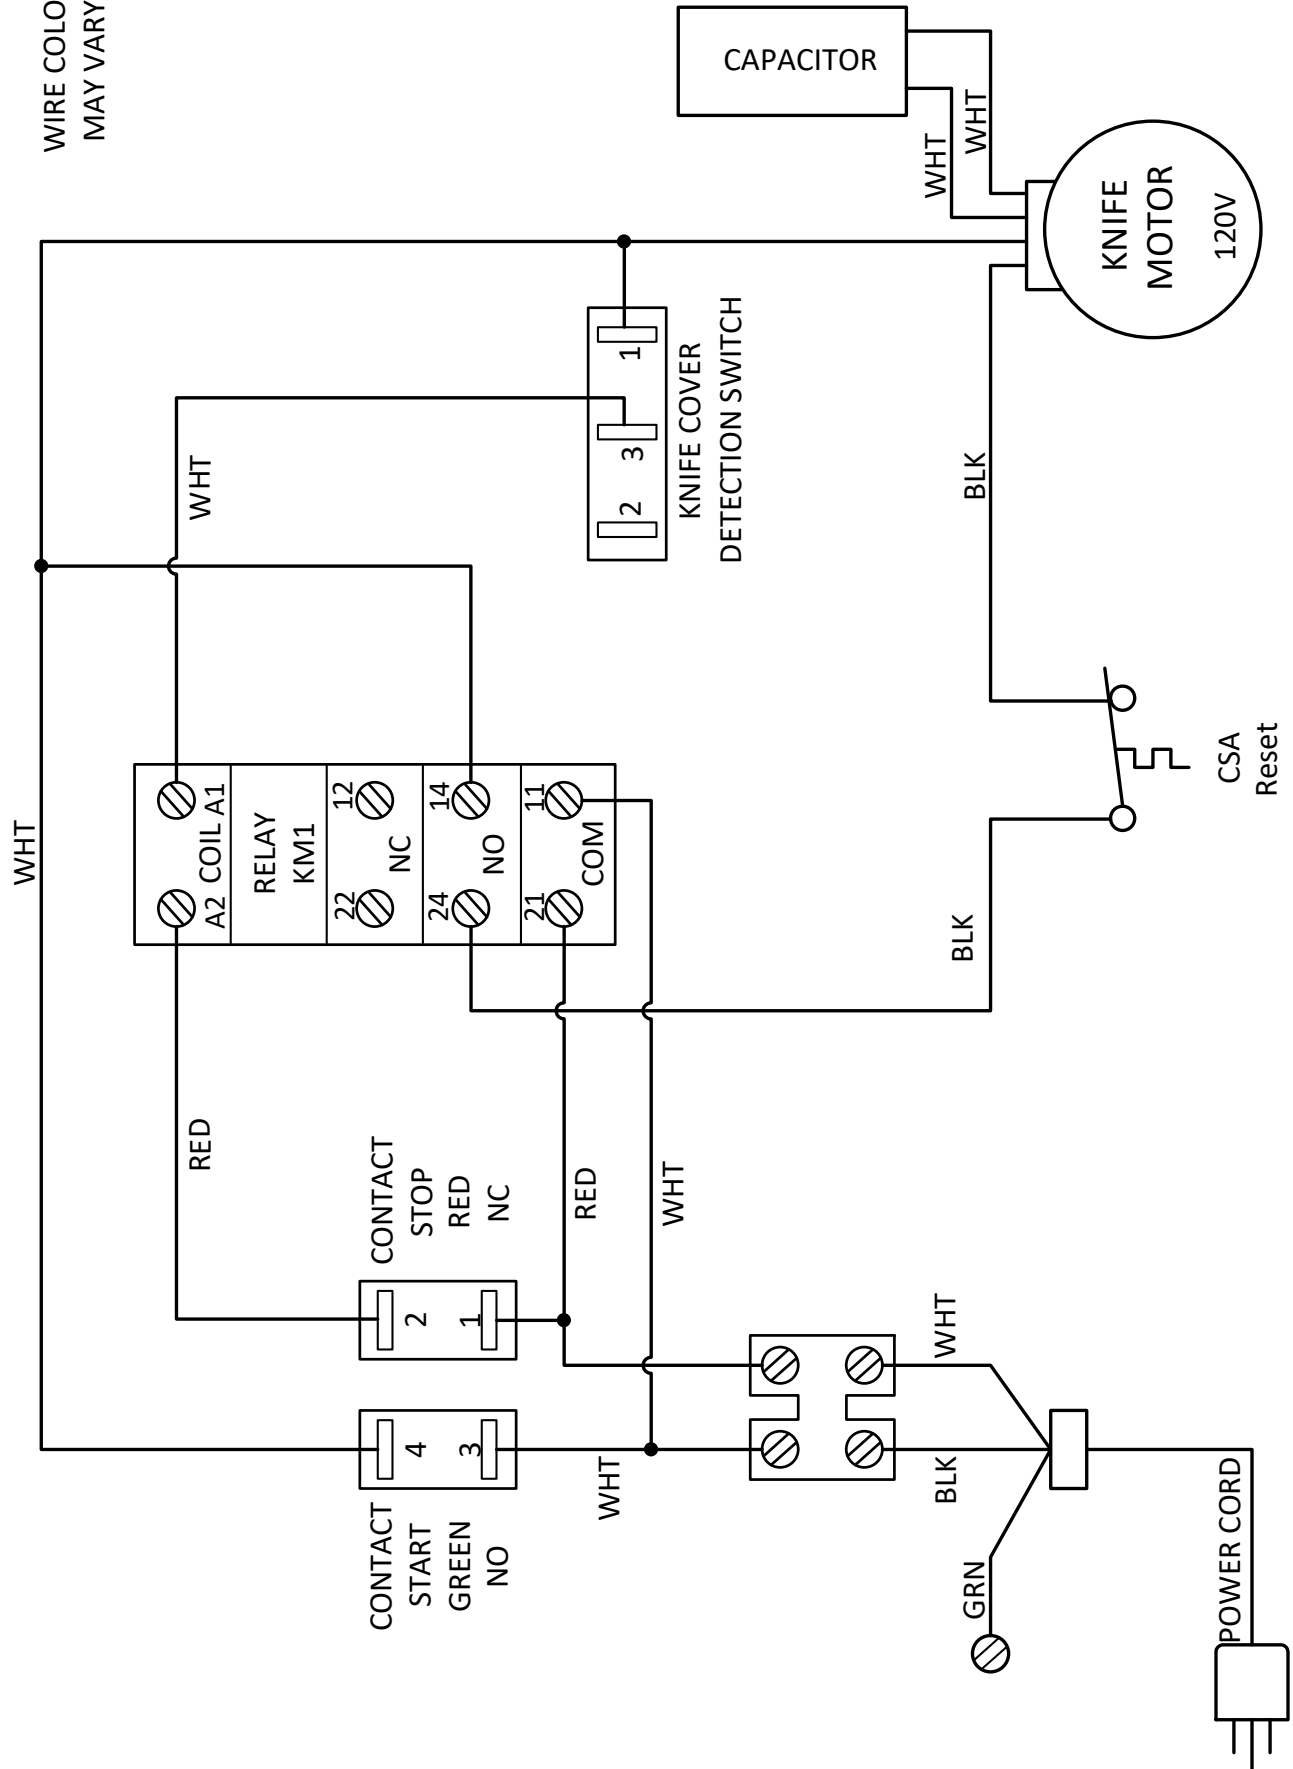 WIRE COLO
MAY VARY
CAPACITOR
WHT
WHT
KNIFE
MOTOR
120V
WHT
WHT
1
3
2
KNIFE COVER
DETECTION SWITCH
BLK
CSA
Reset
BLK
A2 COIL A1
RELAY
KM1
22 12
NC
24 14
NO
21 11
COM
RED
CONTACT
STOP
RED
NC
2
1
RED
WHT
CONTACT
START
GREEN
NO
4
3
WHT
WHT
BLK
GRN
POWER CORD